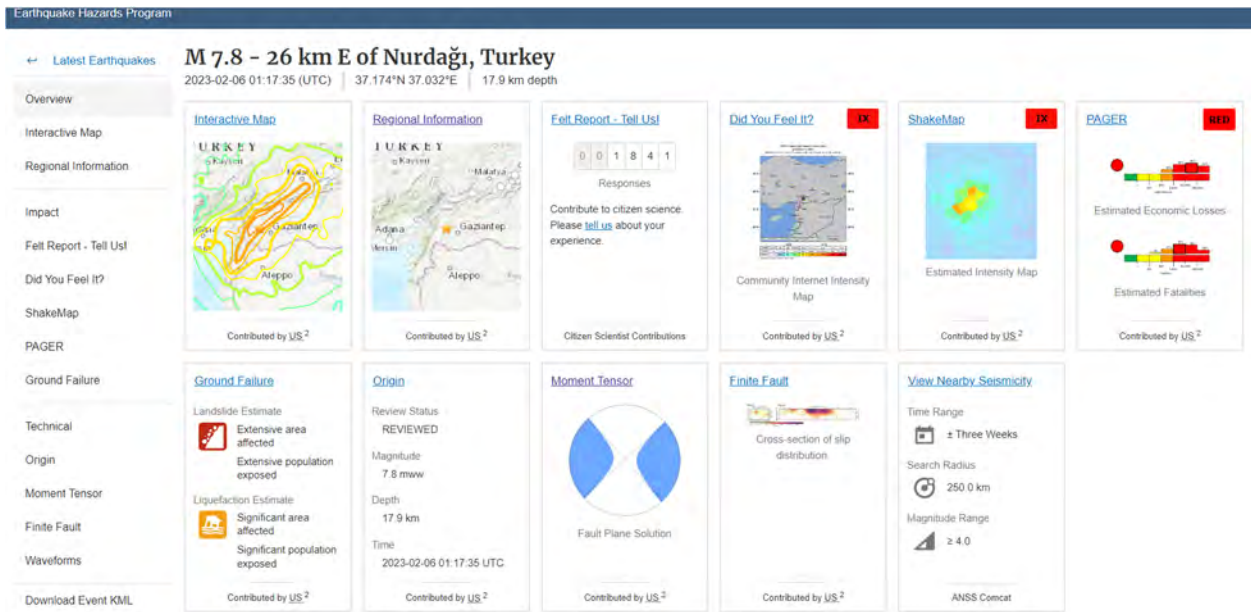 Earthquake Hazards Program
← Latest Earthquakes
Overview
Interactive Map
Regional Information
Impact
Felt Report - Tell Us!
Did You Feel It?
ShakeMap
PAGER
Ground Failure
Technical
Origin
Moment Tensor
Finite Fault
Waveforms
Download Event KML
M 7.8 - 26 km E of Nurdağı, Turkey
2023-02-06 01:17:35 (UTC) | 37.174°N 37.032°E | 17.9 km depth
Interactive Map
URKEY
Kayseri
Malatya
Gaziantep
Aleppo
Contributed by US 2
Regional Information
TURKEY
Kayseri
Malatya
Adana
Gaziantep
Mersin
Aleppo
Contributed by US 2
Felt Report - Tell Us!
0 0 1 8 4 1
Responses
Contribute to citizen science.
Please tell us about your
experience.
Citizen Scientist Contributions
Did You Feel It?
IX
Community Internet Intensity
Map
Contributed by US 2
ShakeMap
IX
Estimated Intensity Map
Contributed by US 2
PAGER
RED
Estimated Economic Losses
Estimated Fatalities
Contributed by US 2
Ground Failure
Landslide Estimate
Extensive area
affected
Extensive population
exposed
Liquefaction Estimate
Significant area
affected
Significant population
exposed
Contributed by US 2
Origin
Review Status
REVIEWED
Magnitude
7.8 mww
Depth
17.9 km
Time
2023-02-06 01:17:35 UTC
Contributed by US 2
Moment Tensor
Fault Plane Solution
Contributed by US 2
Finite Fault
Cross-section of slip
distribution
Contributed by US 2
View Nearby Seismicity
Time Range
± Three Weeks
Search Radius
250.0 km
Magnitude Range
≥ 4.0
ANSS Comcat